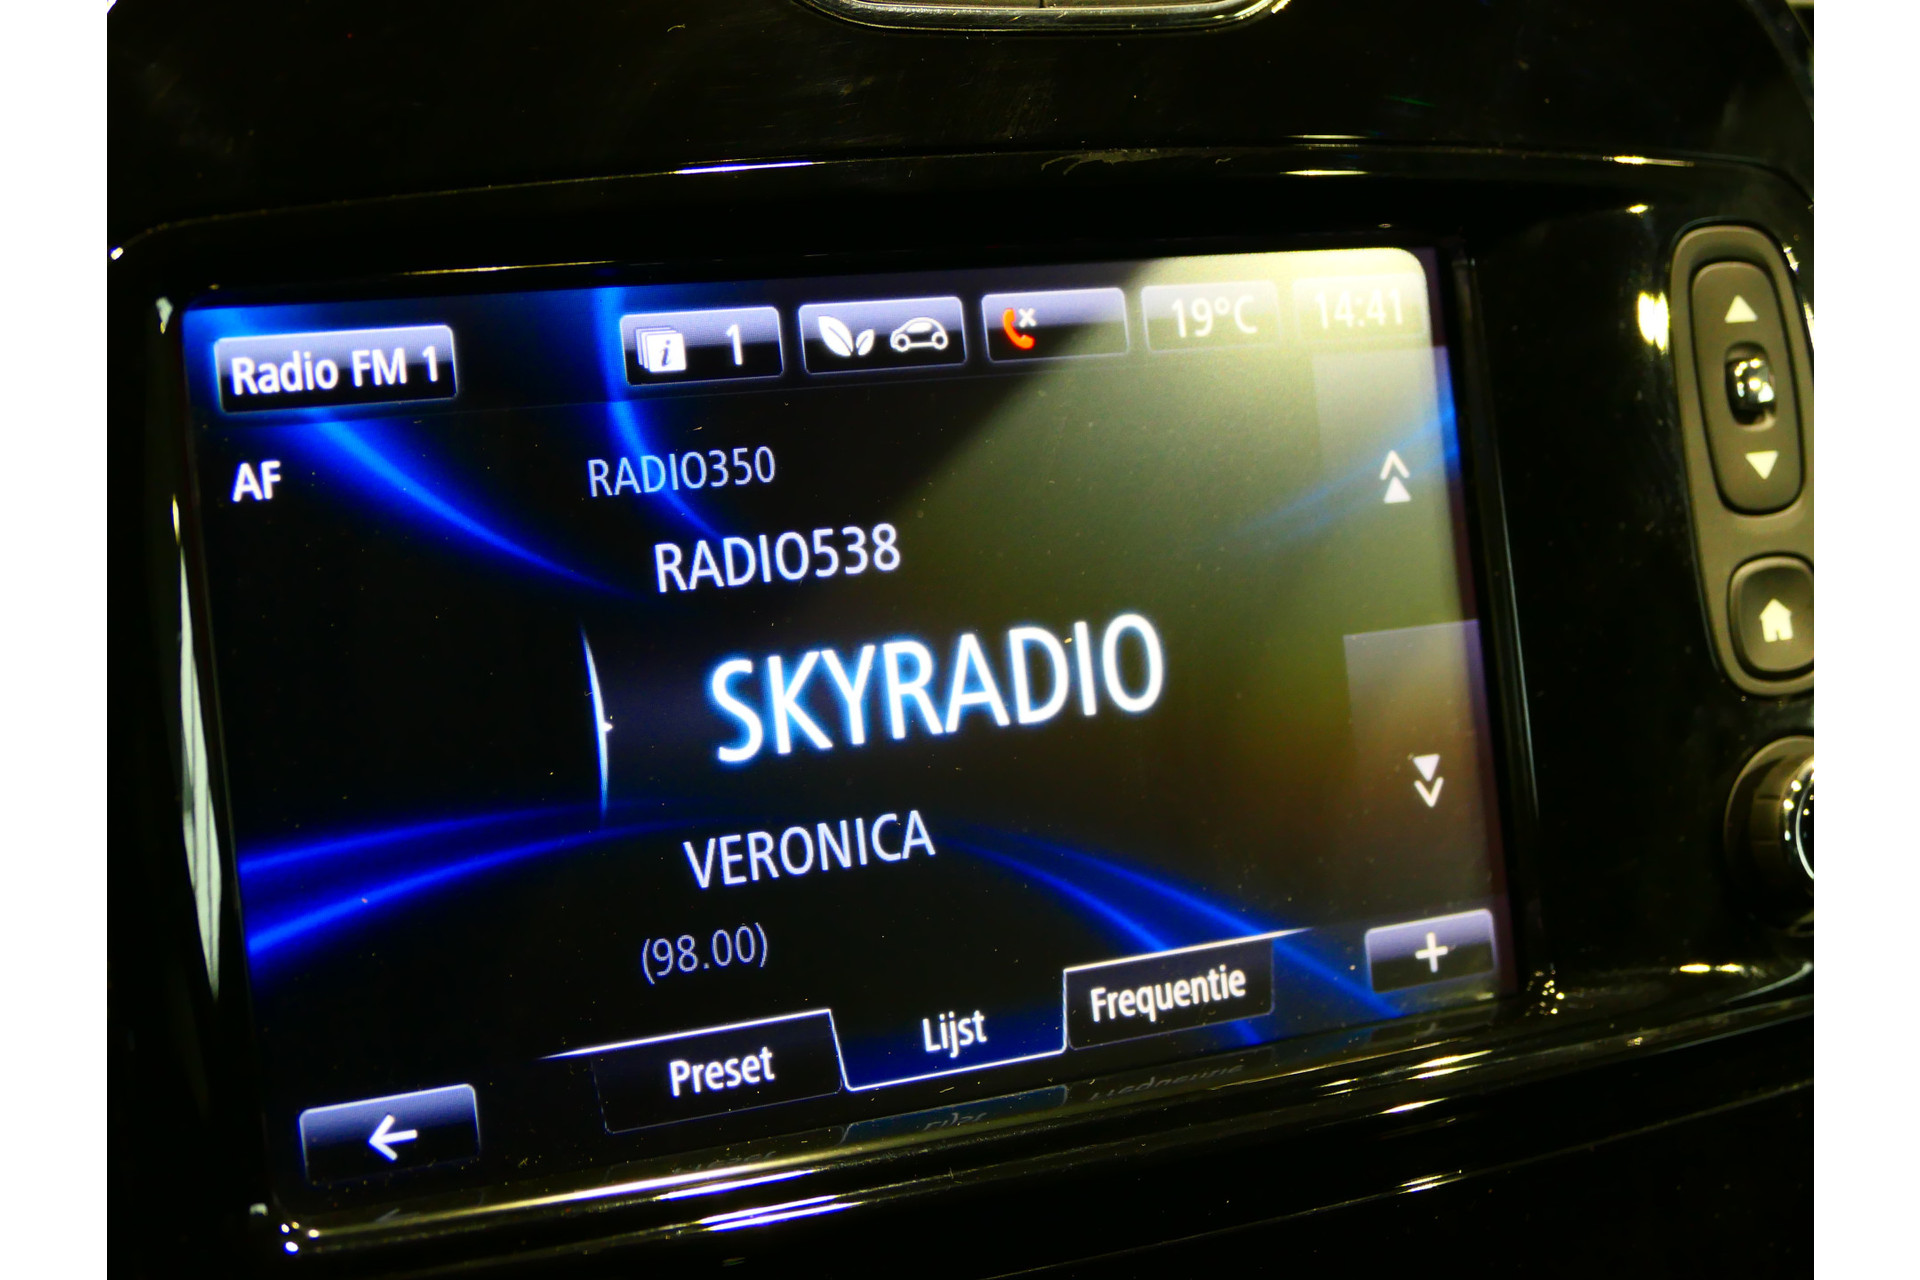 Radio FM 1
1
19°C
14:41
AF
RADIO350
RADIO538
SKYRADIO
VERONICA
(98.00)
Preset
Lijst
Frequentie